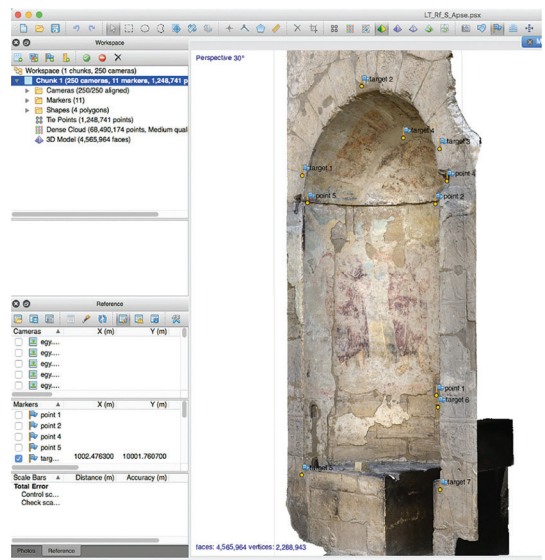 LT_Rf_S_Apse.psx
Workspace
Workspace (1 chunks, 250 cameras)
Chunk 1 (250 cameras, 11 markers, 1,248,741 p
Cameras (250/250 aligned)
Markers (11)
Shapes (4 polygons)
Tie Points (1,248,741 points)
Dense Cloud (68,490,174 points, Medium qual
3D Model (4,565,964 faces)
Reference
Cameras X (m) Y (m)
egy....
egy....
egy....
egy....
egy....
Markers X (m) Y (m)
point 1
point 2
point 4
point 5
targ... 1002.476300 10001.760700
Scale Bars Distance (m) Accuracy (m)
Total Error
Control sc...
Check sca...
Photos Reference
Perspective 30°
target 2
target 4
target 3
target 1
point 4
point 5
point 2
point 1
target 6
target 5
target 7
faces: 4,565,964 vertices: 2,288,943